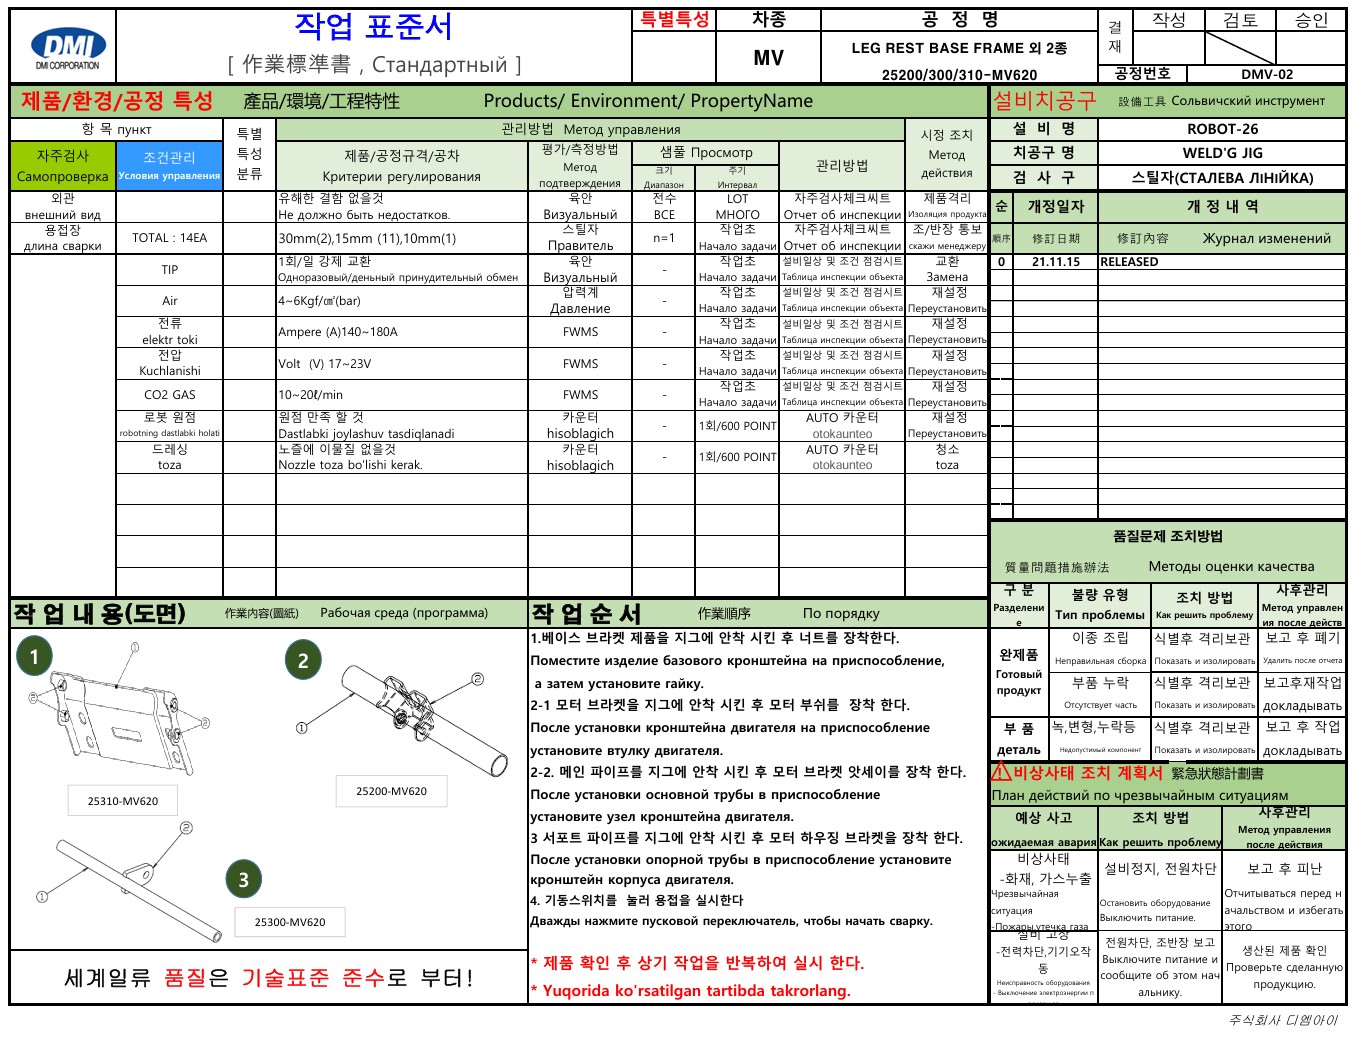 DMI
DMI CORPORATION
작업 표준서
[ 作業標準書 , Стандартный ]
특별특성
차종
MV
공 정 명
LEG REST BASE FRAME 외 2종
25200/300/310-MV620
결재
작성
검토
승인
공정번호
DMV-02
제품/환경/공정 특성 產品/環境/工程特性 Products/ Environment/ PropertyName
설비치공구 設備工具 Сольвичский инструмент
항 목 пункт
특별
특성
분류
관리방법 Метод управления
시정 조치
Метод
действия
자주검사
Самопроверка
조건관리
Условия управления
제품/공정규격/공차
Критерии регулирования
평가/측정방법
Метод
подтверждения
샘풀 Просмотр
크기
Диапазон
주기
Интервал
관리방법
설 비 명
ROBOT-26
치공구 명
WELD'G JIG
검 사 구
스틸자(СТАЛЕВА ЛІНІЙКА)
외관
внешний вид
유해한 결함 없을것
Не должно быть недостатков.
육안
Визуальный
전수
ВСЕ
LOT
МНОГО
자주검사체크씨트
Отчет об инспекции
제품격리
Изоляция продукта
용접장
длина сварки
TOTAL : 14EA
30mm(2),15mm (11),10mm(1)
스틸자
Правитель
n=1
작업초
Начало задачи
자주검사체크씨트
Отчет об инспекции
조/반장 통보
скажи менеджеру
TIP
1회/일 강제 교환
Одноразовый/деньный принудительный обмен
육안
Визуальный
-
작업초
Начало задачи
설비일상 및 조건 점검시트
Таблица инспекции объекта
교환
Замена
Air
4~6Kgf/㎠(bar)
압력계
Давление
-
작업초
Начало задачи
설비일상 및 조건 점검시트
Таблица инспекции объекта
재설정
Переустановить
전류
elektr toki
Ampere (A)140~180A
FWMS
-
작업초
Начало задачи
설비일상 및 조건 점검시트
Таблица инспекции объекта
재설정
Переустановить
전압
Kuchlanishi
Volt (V) 17~23V
FWMS
-
작업초
Начало задачи
설비일상 및 조건 점검시트
Таблица инспекции объекта
재설정
Переустановить
CO2 GAS
10~20ℓ/min
FWMS
-
작업초
Начало задачи
설비일상 및 조건 점검시트
Таблица инспекции объекта
재설정
Переустановить
로봇 원점
robotning dastlabki holati
원점 만족 할 것
Dastlabki joylashuv tasdiqlanadi
카운터
hisoblagich
-
1회/600 POINT
AUTO 카운터
otokaunteo
재설정
Переустановить
드레싱
toza
노즐에 이물질 없을것
Nozzle toza bo'lishi kerak.
카운터
hisoblagich
-
1회/600 POINT
AUTO 카운터
otokaunteo
청소
toza
순
개정일자
개 정 내 역
順序
修訂日期
修訂內容 Журнал изменений
0
21.11.15
RELEASED
품질문제 조치방법
質量問題措施辦法 Методы оценки качества
구 분
Разделени
е
불량 유형
Тип проблемы
조치 방법
Как решить проблему
사후관리
Метод управлен
ия после действ
완제품
Готовый
продукт
이종 조립
Неправильная сборка
식별후 격리보관
Показать и изолировать
보고 후 폐기
Удалить после отчета
부품 누락
Отсутствует часть
식별후 격리보관
Показать и изолировать
보고후재작업
докладывать
부 품
деталь
녹,변형,누락등
Недопустимый компонент
식별후 격리보관
Показать и изолировать
보고 후 작업
докладывать
비상사태 조치 계획서 緊急狀態計劃書
План действий по чрезвычайным ситуациям
예상 사고
ожидаемая авария
조치 방법
Как решить проблему
사후관리
Метод управления
после действия
비상사태
-화재, 가스누출
Чрезвычайная
ситуация
-Пожары,утечка газа
설비정지, 전원차단
Остановить оборудование
Выключить питание.
보고 후 피난
Отчитываться перед н
ачальством и избегать
этого
설비 고장
-전력차단,기기오작
동
Неисправность оборудования
- Выключение электроэнергии п
전원차단, 조반장 보고
Выключите питание и
сообщите об этом нач
альнику.
생산된 제품 확인
Проверьте сделанную
продукцию.
작 업 내 용(도면) 作業內容(圖紙) Рабочая среда (программа)
1
①
②
②
25310-MV620
2
①
②
25200-MV620
3
①
②
25300-MV620
세계일류 품질은 기술표준 준수로 부터!
작 업 순 서 作業順序 По порядку
1.베이스 브라켓 제품을 지그에 안착 시킨 후 너트를 장착한다.
Поместите изделие базового кронштейна на приспособление,
а затем установите гайку.
2-1 모터 브라켓을 지그에 안착 시킨 후 모터 부쉬를 장착 한다.
После установки кронштейна двигателя на приспособление
установите втулку двигателя.
2-2. 메인 파이프를 지그에 안착 시킨 후 모터 브라켓 앗세이를 장착 한다.
После установки основной трубы в приспособление
установите узел кронштейна двигателя.
3 서포트 파이프를 지그에 안착 시킨 후 모터 하우징 브라켓을 장착 한다.
После установки опорной трубы в приспособление установите
кронштейн корпуса двигателя.
4. 기동스위치를 눌러 용접을 실시한다
Дважды нажмите пусковой переключатель, чтобы начать сварку.
* 제품 확인 후 상기 작업을 반복하여 실시 한다.
* Yuqorida ko'rsatilgan tartibda takrorlang.
주식회사 디엠아이